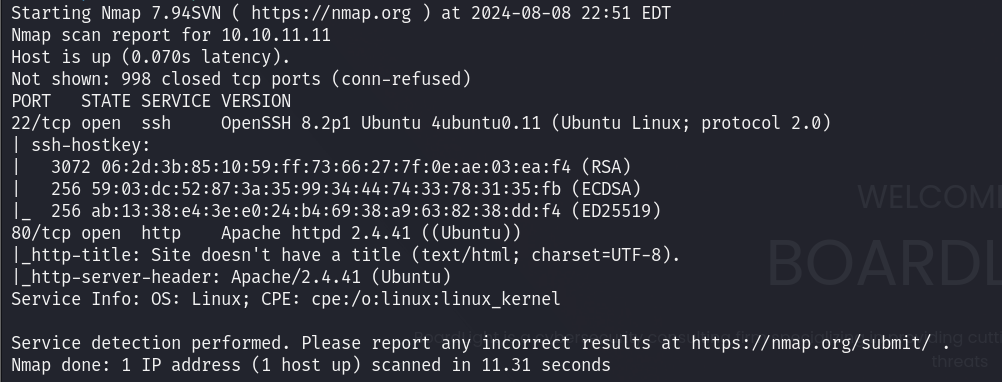 Starting Nmap 7.94SVN ( https://nmap.org ) at 2024-08-08 22:51 EDT
Nmap scan report for 10.10.11.11
Host is up (0.070s latency).
Not shown: 998 closed tcp ports (conn-refused)
PORT   STATE SERVICE VERSION
22/tcp open  ssh     OpenSSH 8.2p1 Ubuntu 4ubuntu0.11 (Ubuntu Linux; protocol 2.0)
| ssh-hostkey:
|   3072 06:2d:3b:85:10:59:ff:73:66:27:7f:0e:ae:03:ea:f4 (RSA)
|   256 59:03:dc:52:87:3a:35:99:34:44:74:33:78:31:35:fb (ECDSA)
|_  256 ab:13:38:e4:3e:e0:24:b4:69:38:a9:63:82:38:dd:f4 (ED25519)
WELCOM
80/tcp open  http    Apache httpd 2.4.41 ((Ubuntu))
|_http-title: Site doesn't have a title (text/html; charset=UTF-8).
BOARDL
|_http-server-header: Apache/2.4.41 (Ubuntu)
Service Info: OS: Linux; CPE: cpe:/o:linux:linux_kernel
BoardLight is a cybersecurity consulting firm specializing in providing cutt
Service detection performed. Please report any incorrect results at https://nmap.org/submit/ .
threats
Nmap done: 1 IP address (1 host up) scanned in 11.31 seconds